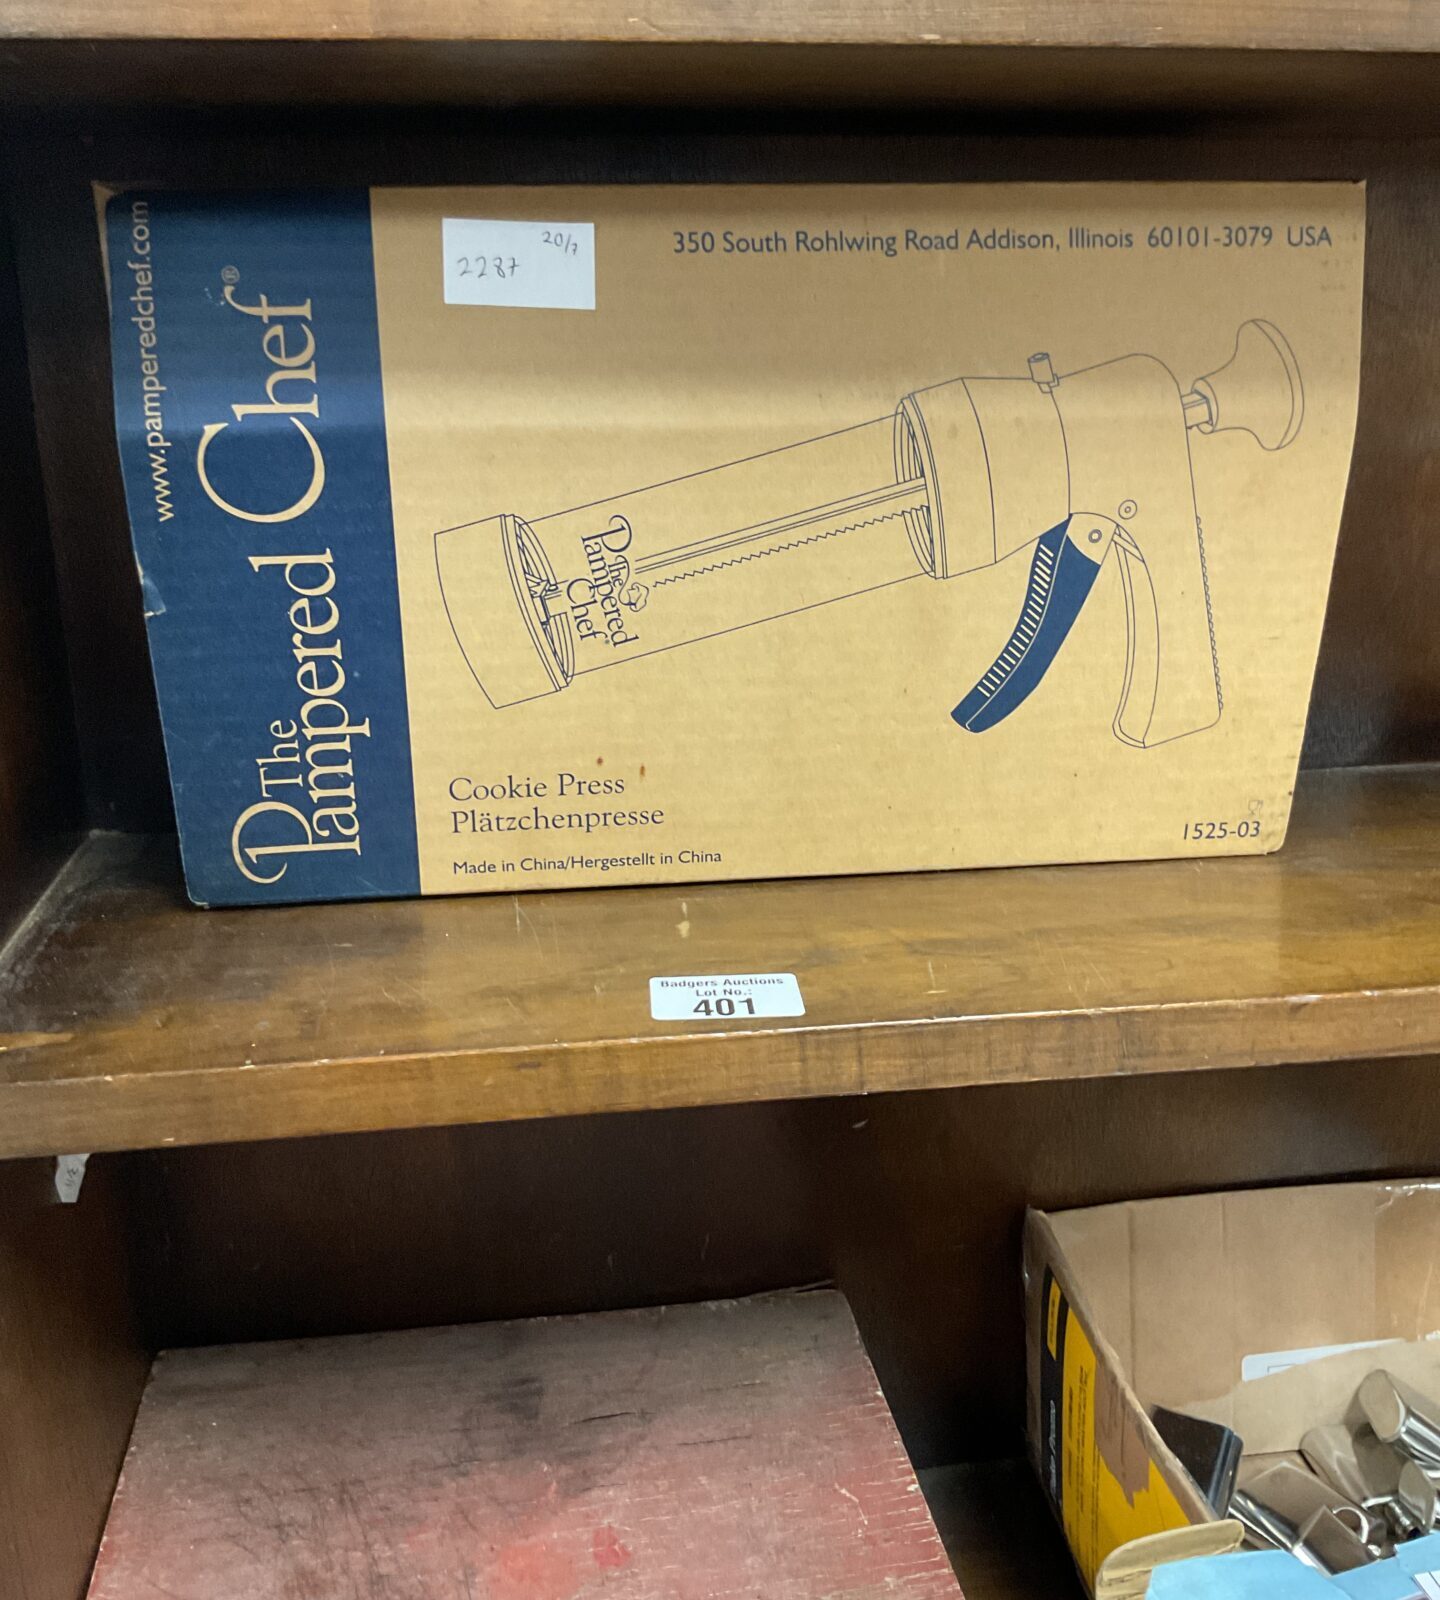 www.pamperedchef.com
The Pampered Chef®
20/7
2287
350 South Rohlwing Road Addison, Illinois 60101-3079 USA
The
Pampered
Chef
Cookie Press
Plätzchenpresse
Made in China/Hergestellt in China
1525-03
Badgers Auctions
Lot No.:
401